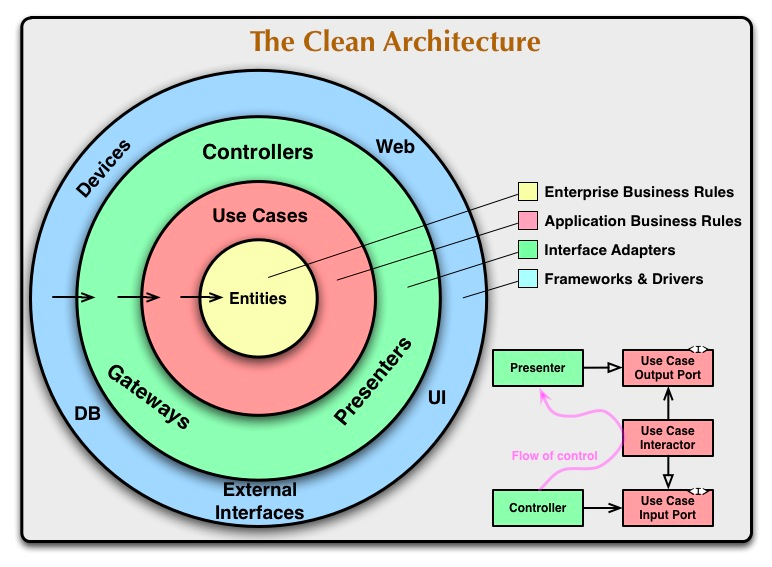 The Clean Architecture
Devices
Web
Controllers
Use Cases
Entities
Gateways
Presenters
DB
UI
External
Interfaces
Enterprise Business Rules
Application Business Rules
Interface Adapters
Frameworks & Drivers
Presenter
<I>
Use Case
Output Port
Use Case
Interactor
Flow of control
Controller
<I>
Use Case
Input Port